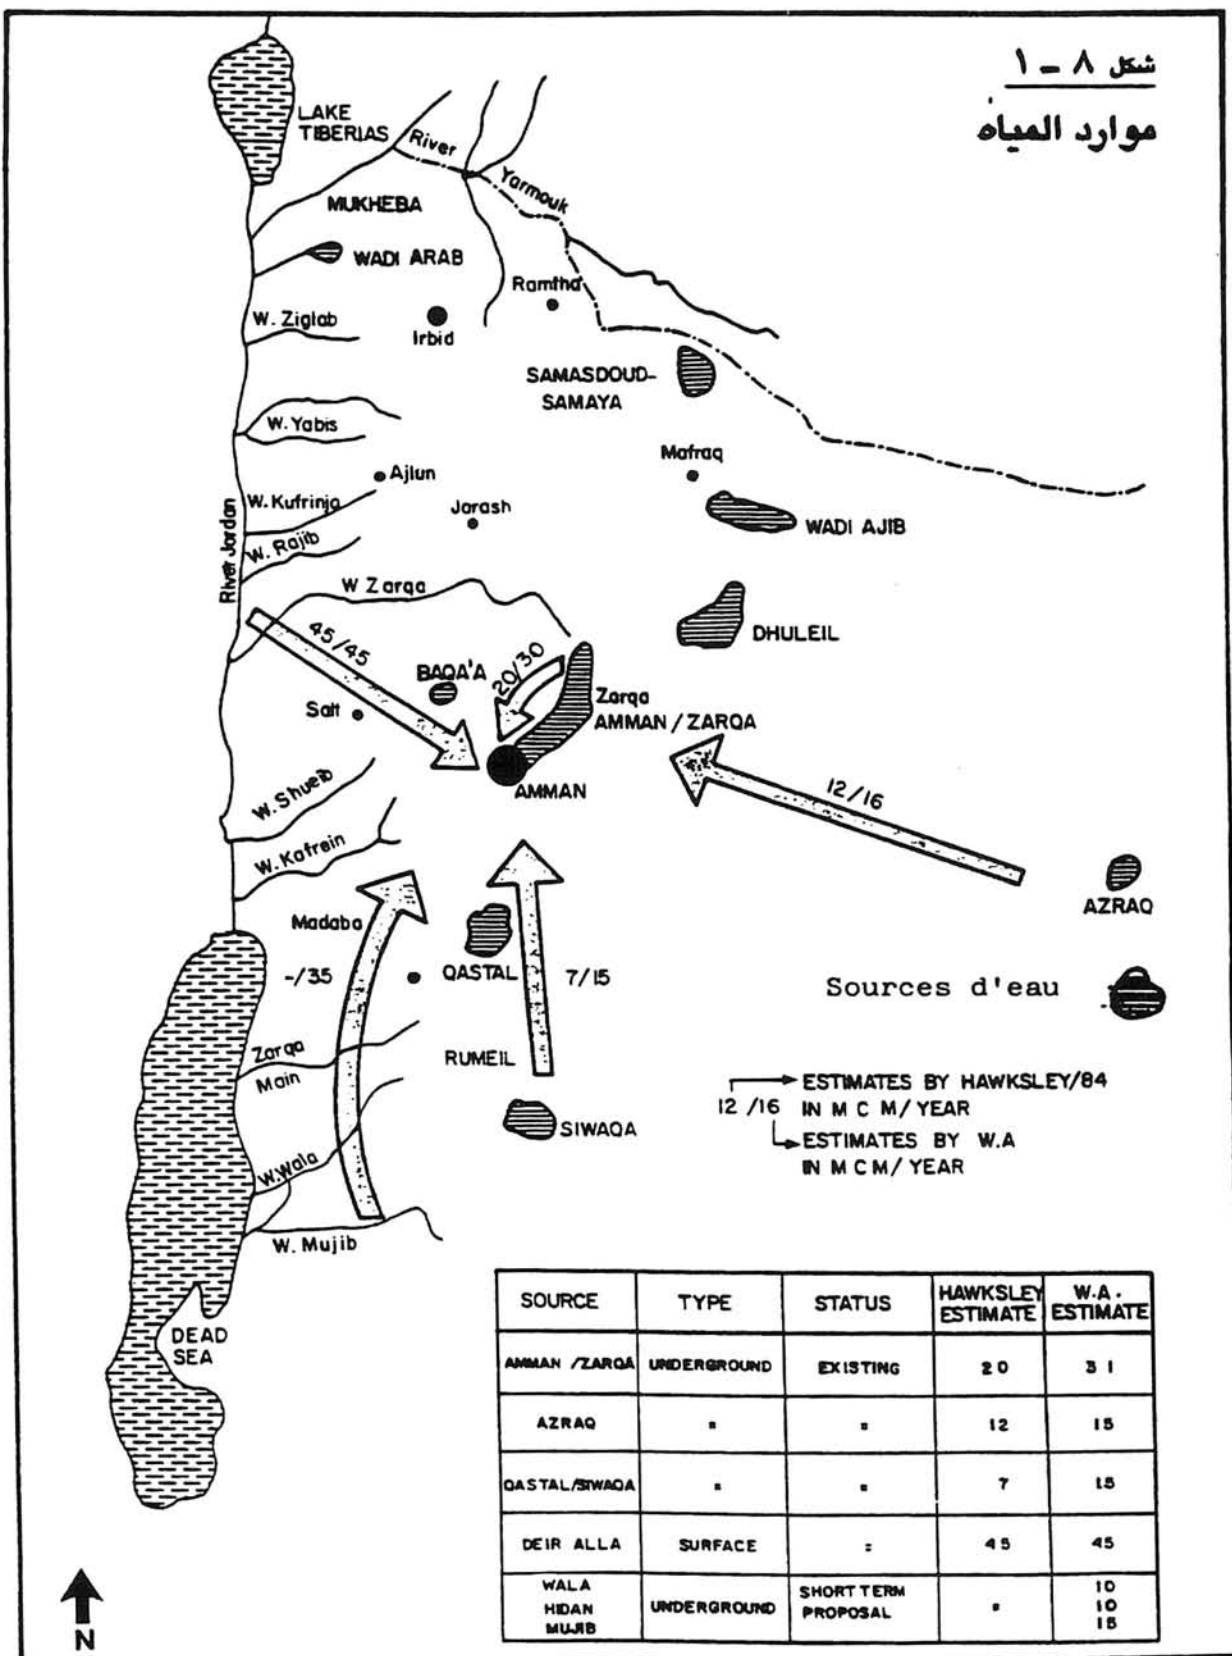 شكل ٨ – ١
موارد المياه
LAKE
TIBERIAS
River
Yarmouk
MUKHEBA
WADI ARAB
Ramtha
W. Ziglab
Irbid
SAMASDOUD-
SAMAYA
W. Yabis
Mafraq
Ajlun
W. Kufrinja
Jarash
WADI AJIB
W. Rajib
River Jordan
W Zarqa
DHULEIL
45/45
20/30
BAQA'A
Zarqa
Salt
AMMAN / ZARQA
AMMAN
12/16
W. Shueib
W. Kafrein
AZRAQ
Madaba
-/35
QASTAL
7/15
Sources d'eau
Zarqa
Main
RUMEIL
ESTIMATES BY HAWKSLEY/84
12 /16 IN M C M/ YEAR
SIWAQA
ESTIMATES BY W.A
IN M C M/ YEAR
W. Wala
W. Mujib
DEAD
SEA
SOURCE TYPE STATUS HAWKSLEY ESTIMATE W.A. ESTIMATE
AMMAN /ZARQA UNDERGROUND EXISTING 20 31
AZRAQ " " 12 15
QASTAL/SIWAQA " " 7 15
DEIR ALLA SURFACE " 45 45
WALA SHORT TERM 10
HIDAN UNDERGROUND PROPOSAL " 10
MUJIB 15
N